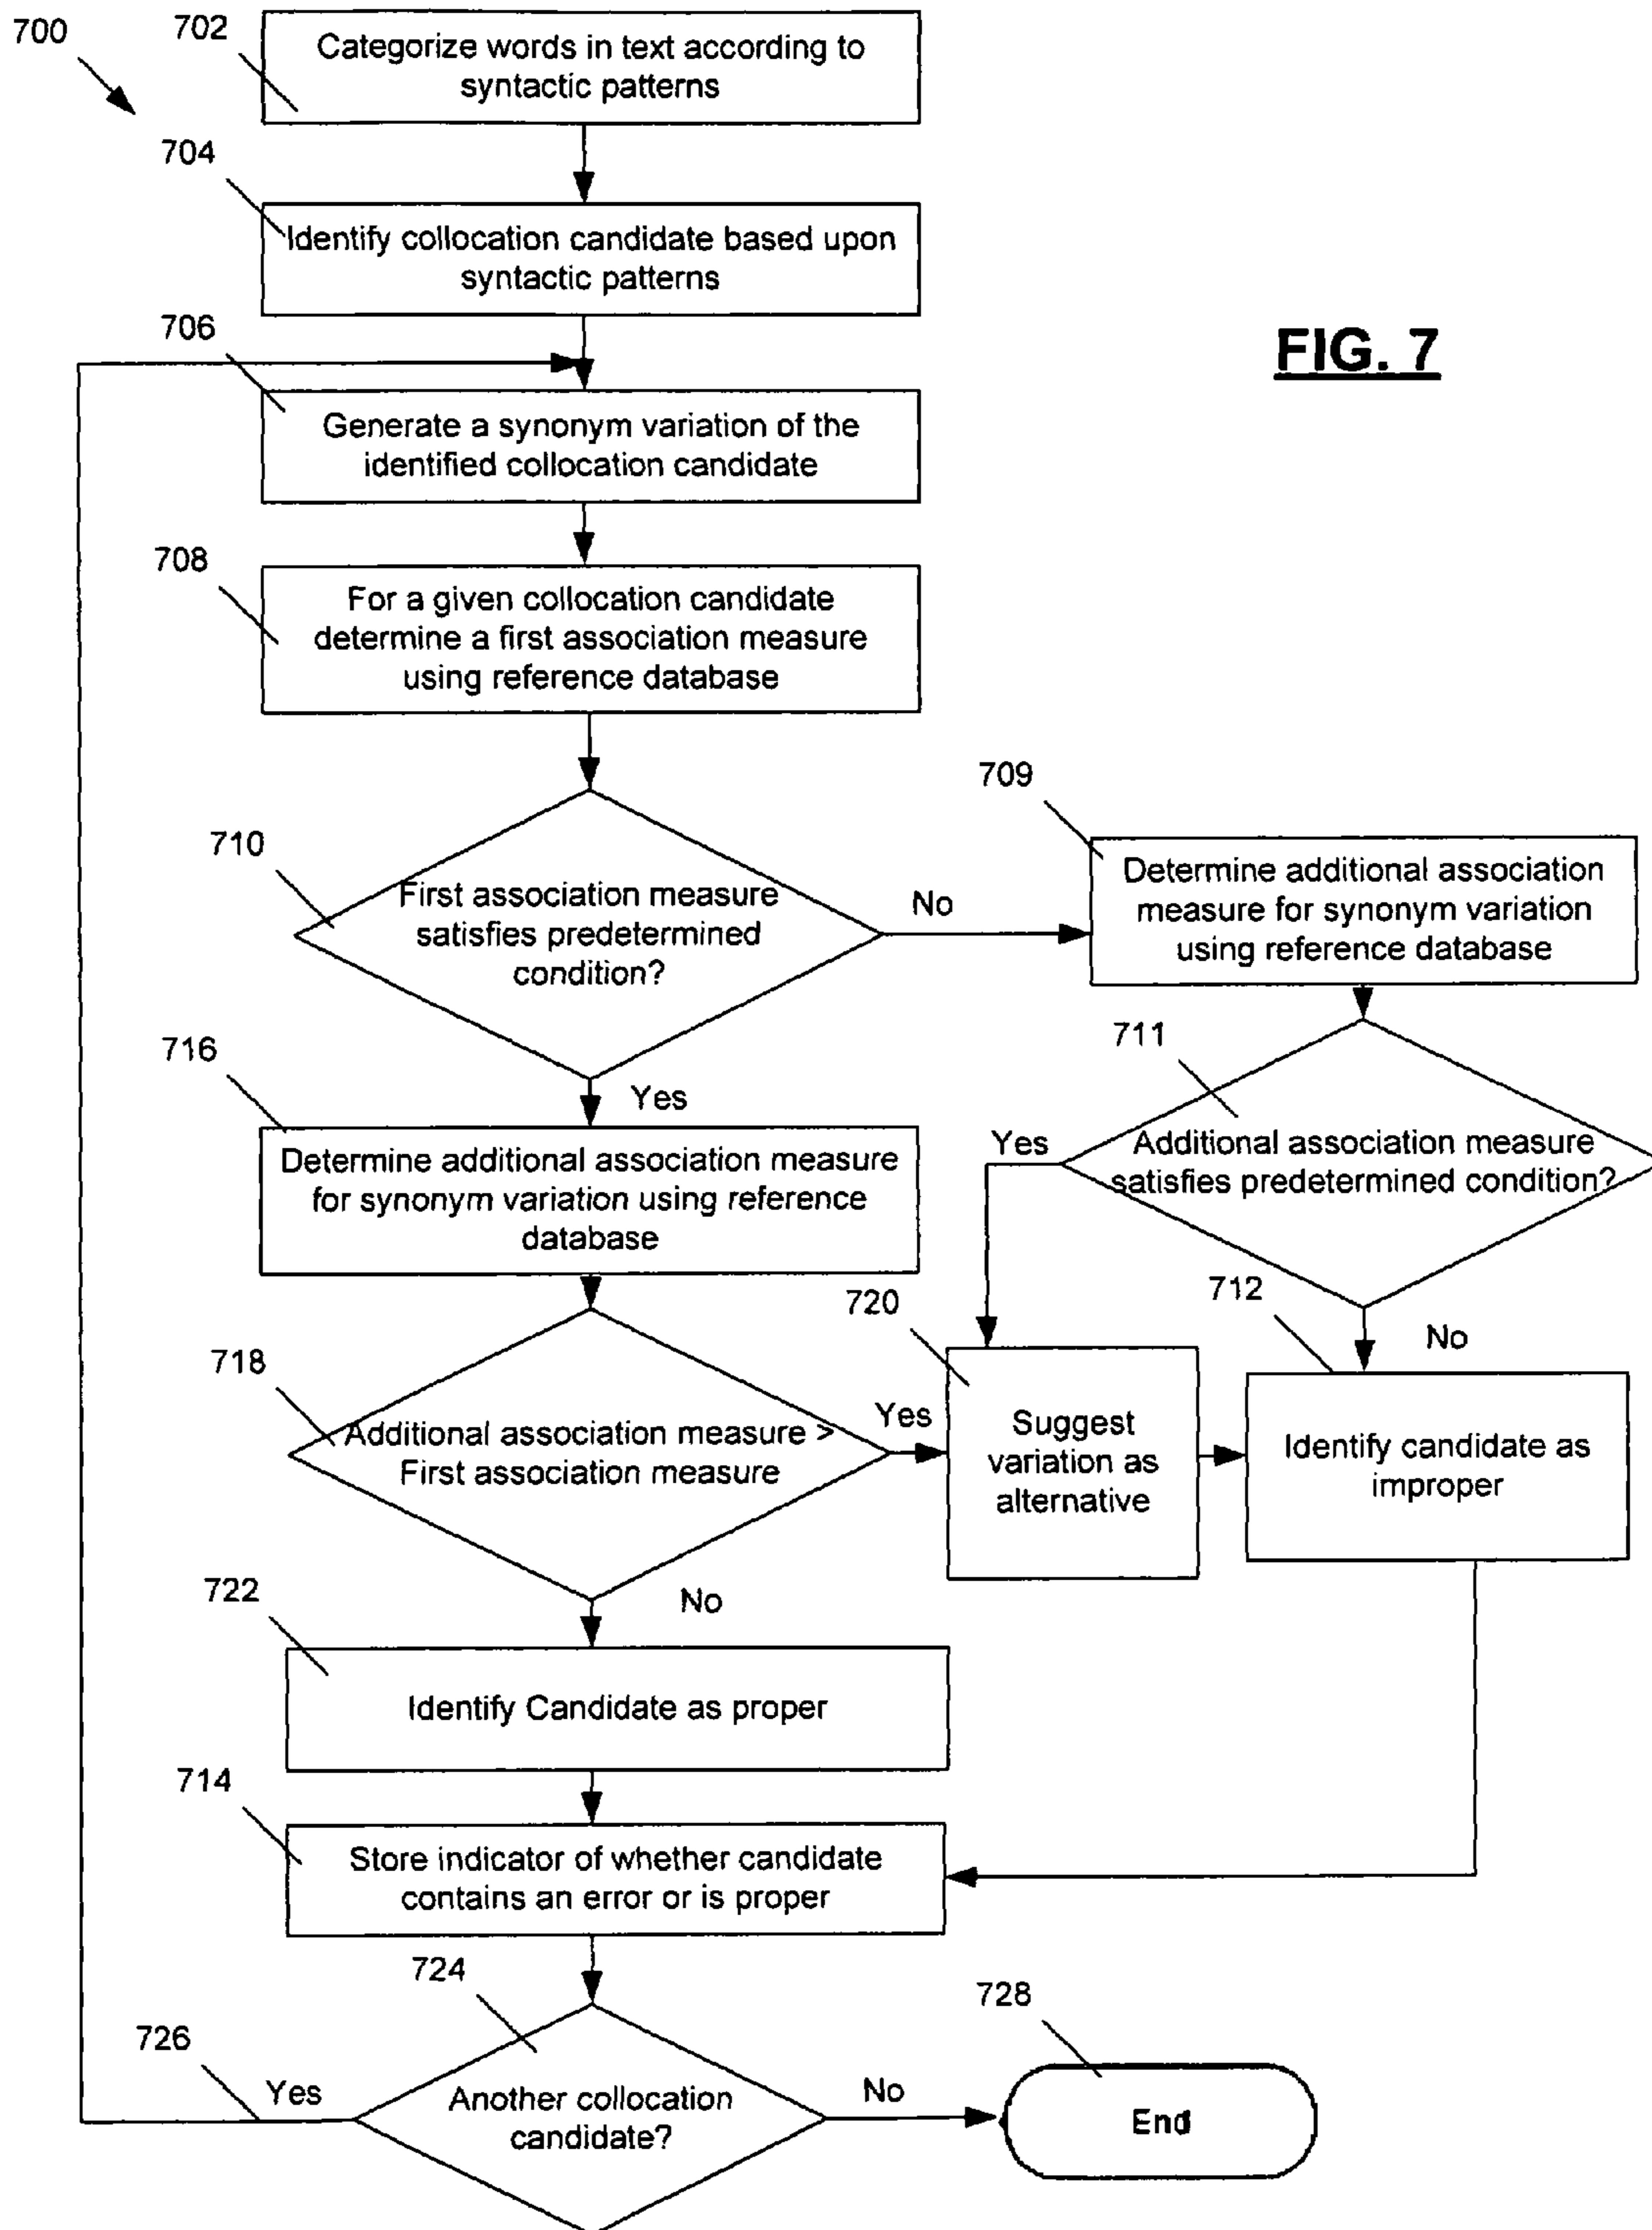 700
702
Categorize words in text according to
syntactic patterns
704
Identify collocation candidate based upon
syntactic patterns
706
FIG. 7
Generate a synonym variation of the
identified collocation candidate
708
For a given collocation candidate
determine a first association measure
using reference database
709
710
First association measure
satisfies predetermined
condition?
No
Determine additional association
measure for synonym variation
using reference database
716
Yes
711
Determine additional association measure
for synonym variation using reference
database
Yes
Additional association measure
satisfies predetermined condition?
720
712
No
718
Additional association measure >
First association measure
Yes
Suggest
variation as
alternative
Identify candidate as
improper
722
No
Identify Candidate as proper
714
Store indicator of whether candidate
contains an error or is proper
724
728
726
Yes
Another collocation
candidate?
No
End